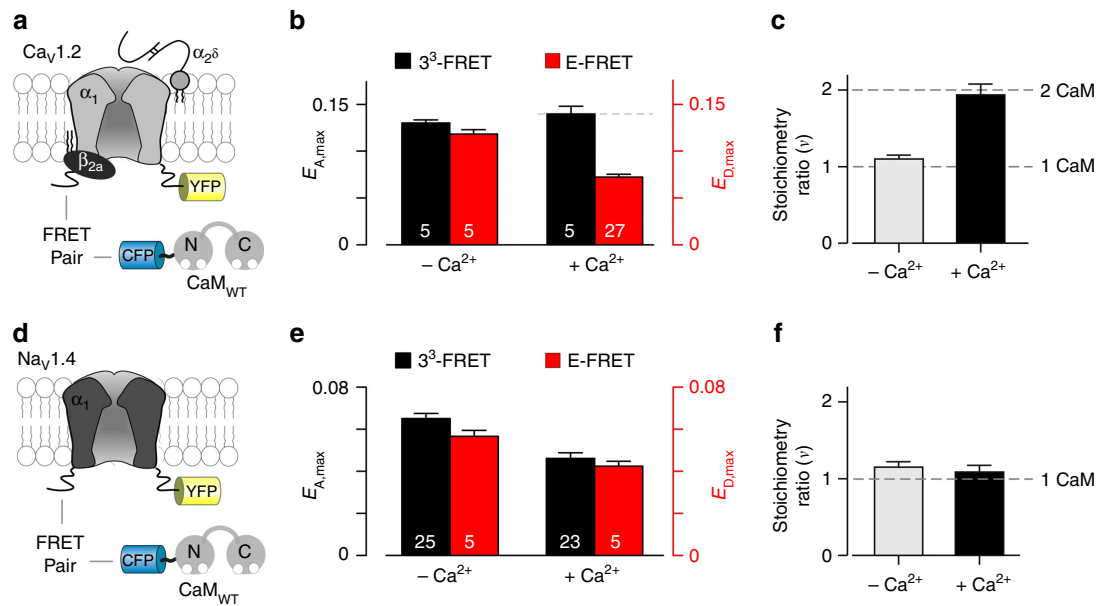 a
CaV1.2
α2δ
α1
β2a
YFP
FRET
Pair
CFP
N
C
CaMWT
b
3³-FRET
E-FRET
0.15
0.15
EA,max
ED,max
0
5
5
5
27
0
– Ca²⁺
+ Ca²⁺
c
Stoichiometry
ratio (ν)
2
1
0
2 CaM
1 CaM
– Ca²⁺
+ Ca²⁺
d
NaV1.4
α1
YFP
FRET
Pair
CFP
N
C
CaMWT
e
3³-FRET
E-FRET
0.08
0.08
EA,max
ED,max
0
25
5
23
5
0
– Ca²⁺
+ Ca²⁺
f
Stoichiometry
ratio (ν)
2
1
0
1 CaM
– Ca²⁺
+ Ca²⁺